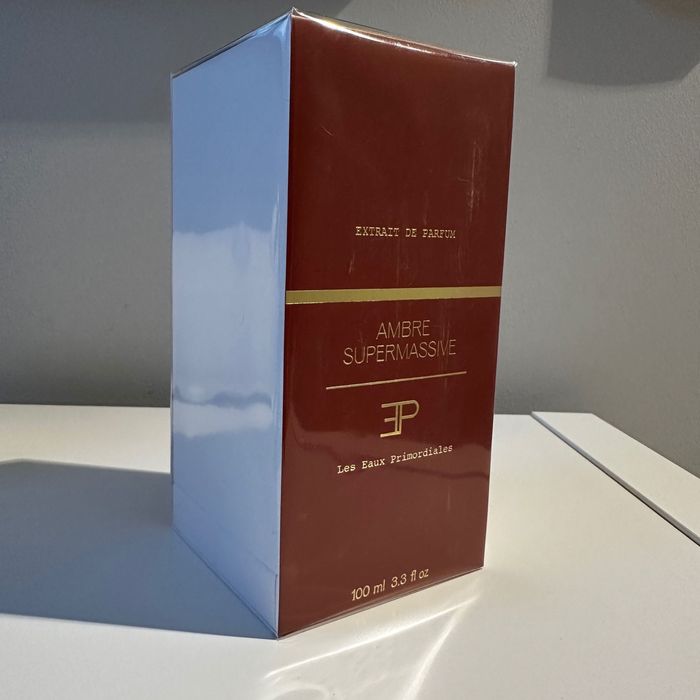 EXTRAIT DE PARFUM
AMBRE
SUPERMASSIVE
EP
Les Eaux Primordiales
100 ml 3.3 fl oz